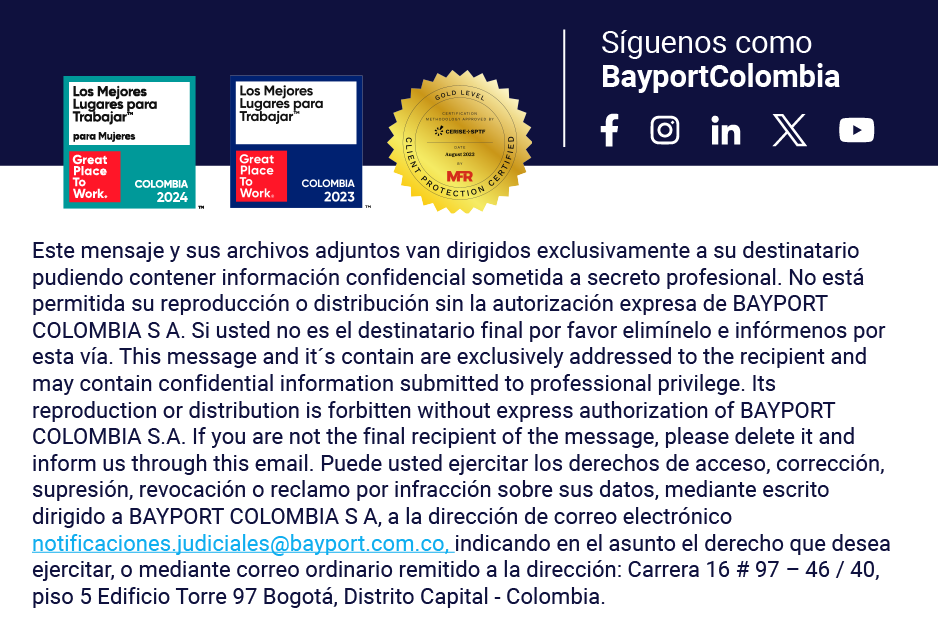 Síguenos como
BayportColombia
Los Mejores
Lugares para
Trabajar™
para Mujeres
Great
Place
To
Work.
COLOMBIA
2024
™
Los Mejores
Lugares para
Trabajar™
Great
Place
To
Work.
COLOMBIA
2023
™
GOLD LEVEL
CERTIFICATION
METHODOLOGY APPROVED BY
CERISE+SPTF
DATE
August 2023
BY
MFR
CLIENT PROTECTION CERTIFIED
Este mensaje y sus archivos adjuntos van dirigidos exclusivamente a su destinatario
pudiendo contener información confidencial sometida a secreto profesional. No está
permitida su reproducción o distribución sin la autorización expresa de BAYPORT
COLOMBIA S A. Si usted no es el destinatario final por favor elimínelo e infórmenos por
esta vía. This message and it´s contain are exclusively addressed to the recipient and
may contain confidential information submitted to professional privilege. Its
reproduction or distribution is forbitten without express authorization of BAYPORT
COLOMBIA S.A. If you are not the final recipient of the message, please delete it and
inform us through this email. Puede usted ejercitar los derechos de acceso, corrección,
supresión, revocación o reclamo por infracción sobre sus datos, mediante escrito
dirigido a BAYPORT COLOMBIA S A, a la dirección de correo electrónico
notificaciones.judiciales@bayport.com.co, indicando en el asunto el derecho que desea
ejercitar, o mediante correo ordinario remitido a la dirección: Carrera 16 # 97 – 46 / 40,
piso 5 Edificio Torre 97 Bogotá, Distrito Capital - Colombia.